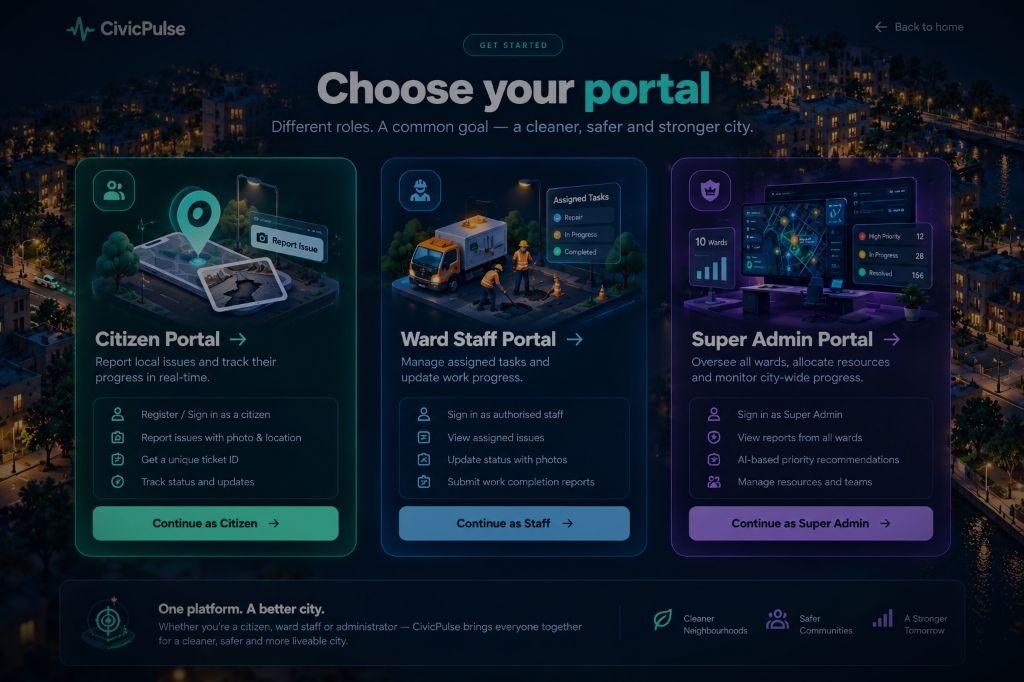 CivicPulse
← Back to home
GET STARTED
Choose your portal
Different roles. A common goal — a cleaner, safer and stronger city.
Report Issue
Citizen Portal →
Report local issues and track their
progress in real-time.
Register / Sign in as a citizen
Report issues with photo & location
Get a unique ticket ID
Track status and updates
Continue as Citizen →
Assigned Tasks
Repair
In Progress
Completed
Ward Staff Portal →
Manage assigned tasks and
update work progress.
Sign in as authorised staff
View assigned issues
Update status with photos
Submit work completion reports
Continue as Staff →
10 Wards
High Priority 12
In Progress 28
Resolved 156
Super Admin Portal →
Oversee all wards, allocate resources
and monitor city-wide progress.
Sign in as Super Admin
View reports from all wards
AI-based priority recommendations
Manage resources and teams
Continue as Super Admin →
One platform. A better city.
Whether you're a citizen, ward staff or administrator — CivicPulse brings everyone together
for a cleaner, safer and more liveable city.
Cleaner
Neighbourhoods
Safer
Communities
A Stronger
Tomorrow